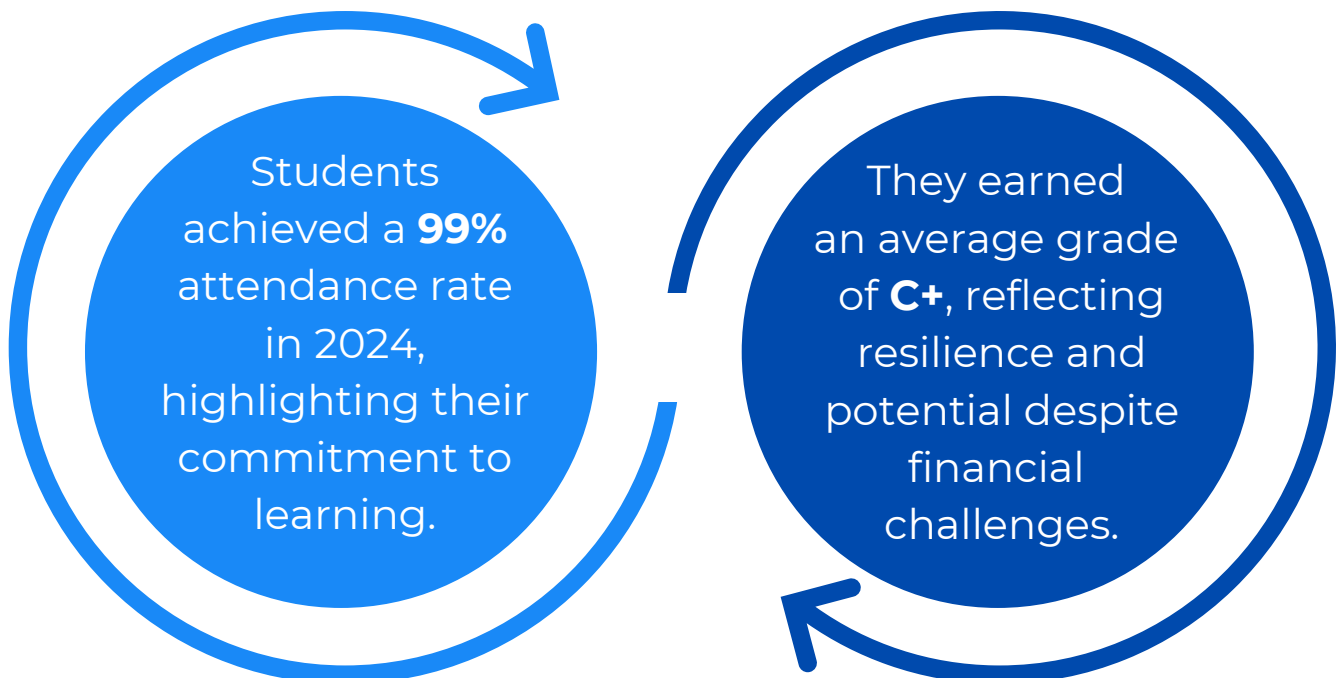 Students
achieved a 99%
attendance rate
in 2024,
highlighting their
commitment to
learning.
They earned
an average grade
of C+, reflecting
resilience and
potential despite
financial
challenges.